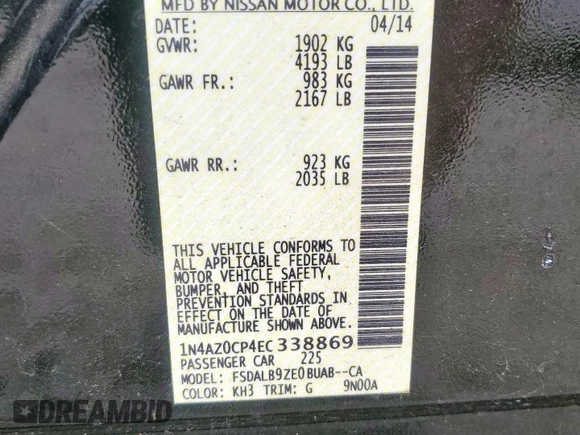 MFD BY NISSAN MOTOR CO., LTD.
DATE: 04/14
GVWR: 1902 KG
4193 LB
GAWR FR.: 983 KG
2167 LB
GAWR RR.: 923 KG
2035 LB
THIS VEHICLE CONFORMS TO
ALL APPLICABLE FEDERAL
MOTOR VEHICLE SAFETY,
BUMPER, AND THEFT
PREVENTION STANDARDS IN
EFFECT ON THE DATE OF
MANUFACTURE SHOWN ABOVE.
1N4AZ0CP4EC338869
PASSENGER CAR 225
MODEL: FSDALB9ZE0BUAB--CA
COLOR: KH3 TRIM: G 9N00A
DREAMBID